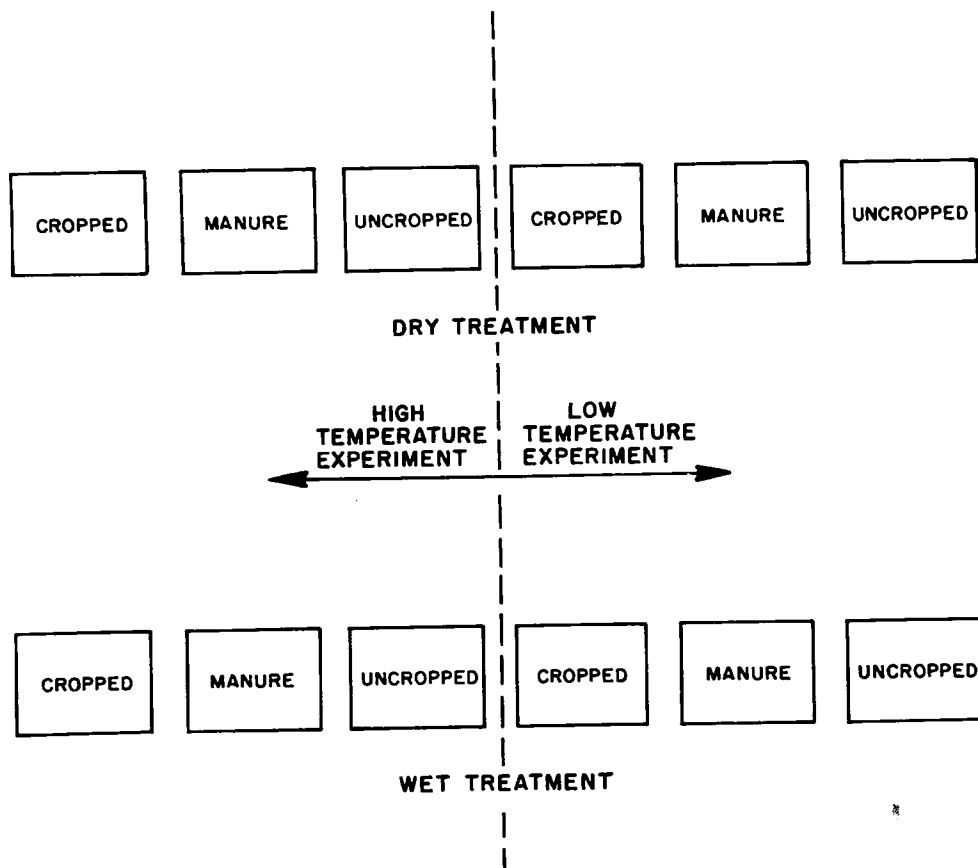 CROPPED MANURE UNCROPPED CROPPED MANURE UNCROPPED
DRY TREATMENT
HIGH
TEMPERATURE
EXPERIMENT
LOW
TEMPERATURE
EXPERIMENT
CROPPED MANURE UNCROPPED CROPPED MANURE UNCROPPED
WET TREATMENT